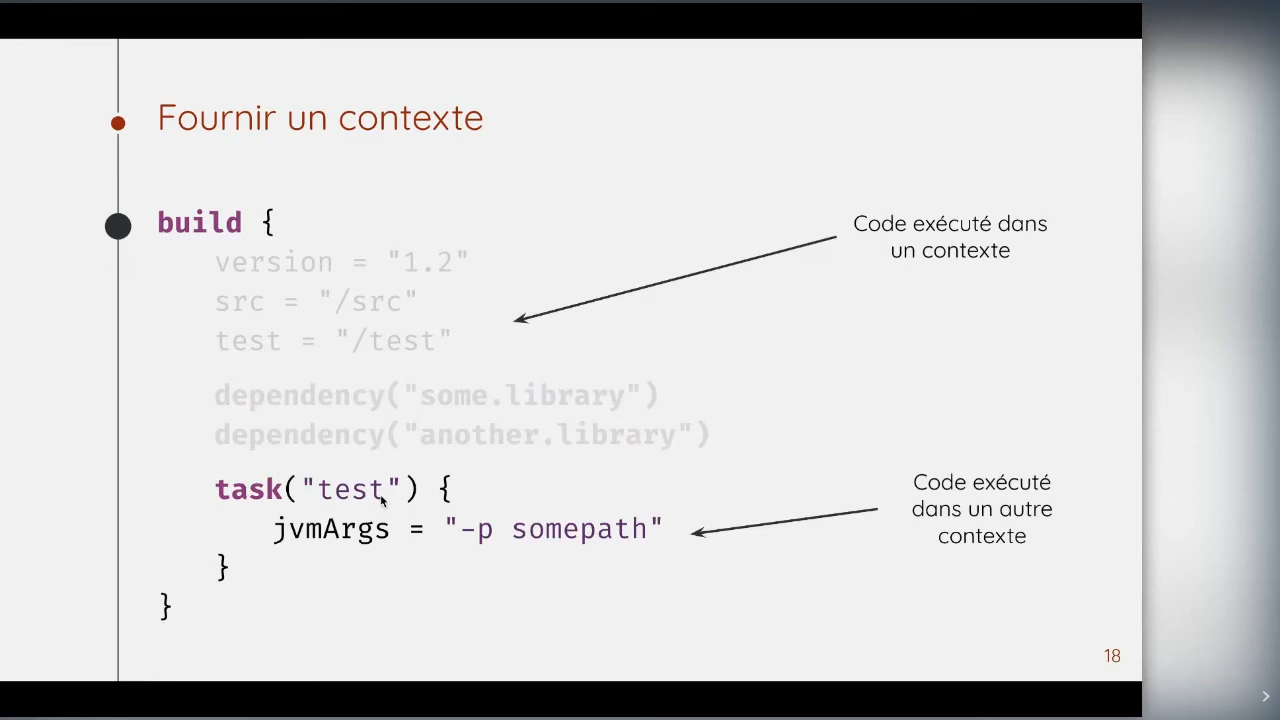 Fournir un contexte
build {
version = "1.2"
src = "/src"
test = "/test"
dependency("some.library")
dependency("another.library")
task("test") {
jvmArgs = "-p somepath"
}
}
Code exécuté dans
un contexte
Code exécuté
dans un autre
contexte
18